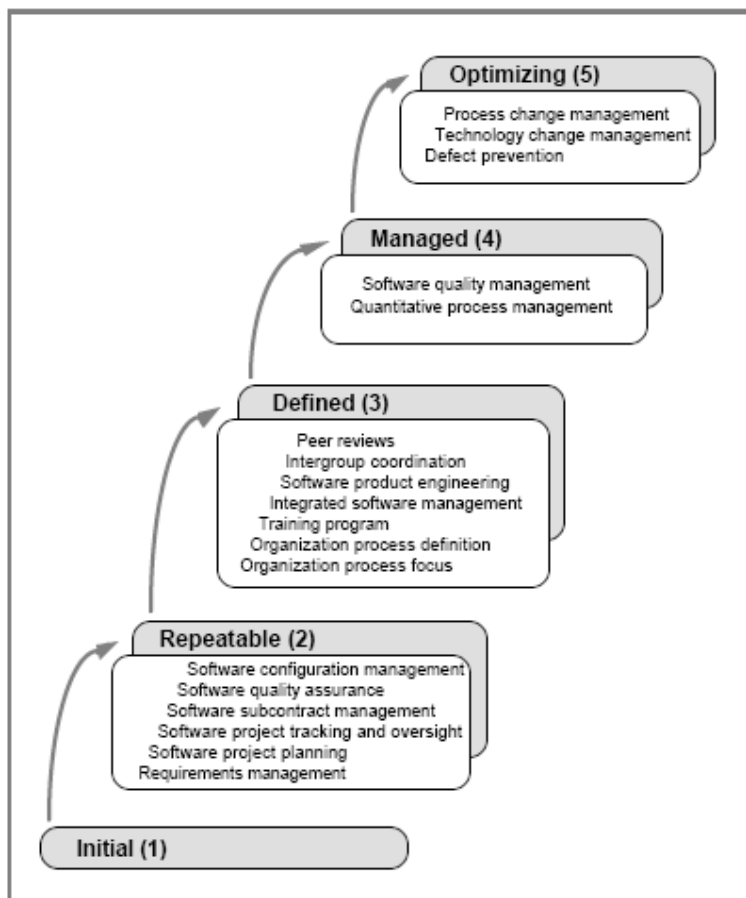 Optimizing (5)
Process change management
Technology change management
Defect prevention
Managed (4)
Software quality management
Quantitative process management
Defined (3)
Peer reviews
Intergroup coordination
Software product engineering
Integrated software management
Training program
Organization process definition
Organization process focus
Repeatable (2)
Software configuration management
Software quality assurance
Software subcontract management
Software project tracking and oversight
Software project planning
Requirements management
Initial (1)